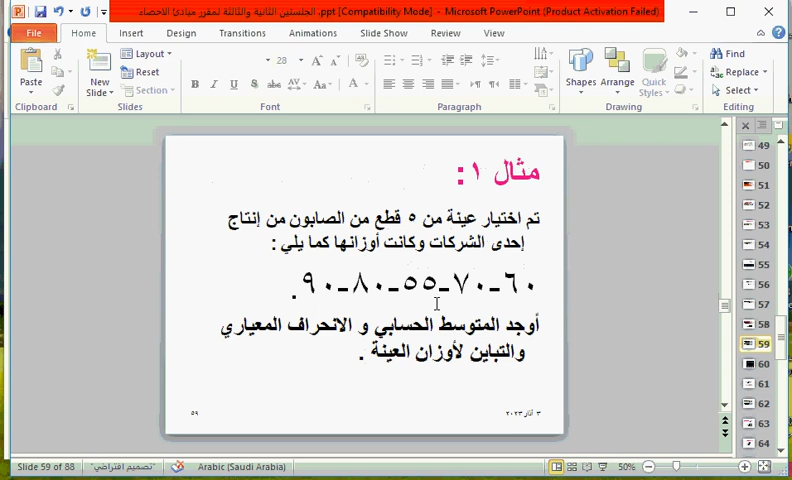 الجلستين الثانية والثالثة لمقرر مبادئ الاحصاء.ppt [Compatibility Mode] - Microsoft PowerPoint (Product Activation Failed)
File Home Insert Design Transitions Animations Slide Show Review View
Paste
Clipboard
New Slide
Layout
Reset
Section
Slides
28
Font
Paragraph
Shapes
Arrange
Quick Styles
Drawing
Find
Replace
Select
Editing
مثال ١ :
تم اختيار عينة من ٥ قطع من الصابون من إنتاج
إحدى الشركات وكانت أوزانها كما يلي :
٦٠-٧٠-٥٥-٨٠-٩٠ .
أوجد المتوسط الحسابي و الانحراف المعياري
والتباين لأوزان العينة .
٣ آذار ٢٠٢٣
٥٩
49
50
51
52
53
54
55
56
57
58
59
60
61
62
63
64
Slide 59 of 88
"تصميم افتراضي"
Arabic (Saudi Arabia)
50%